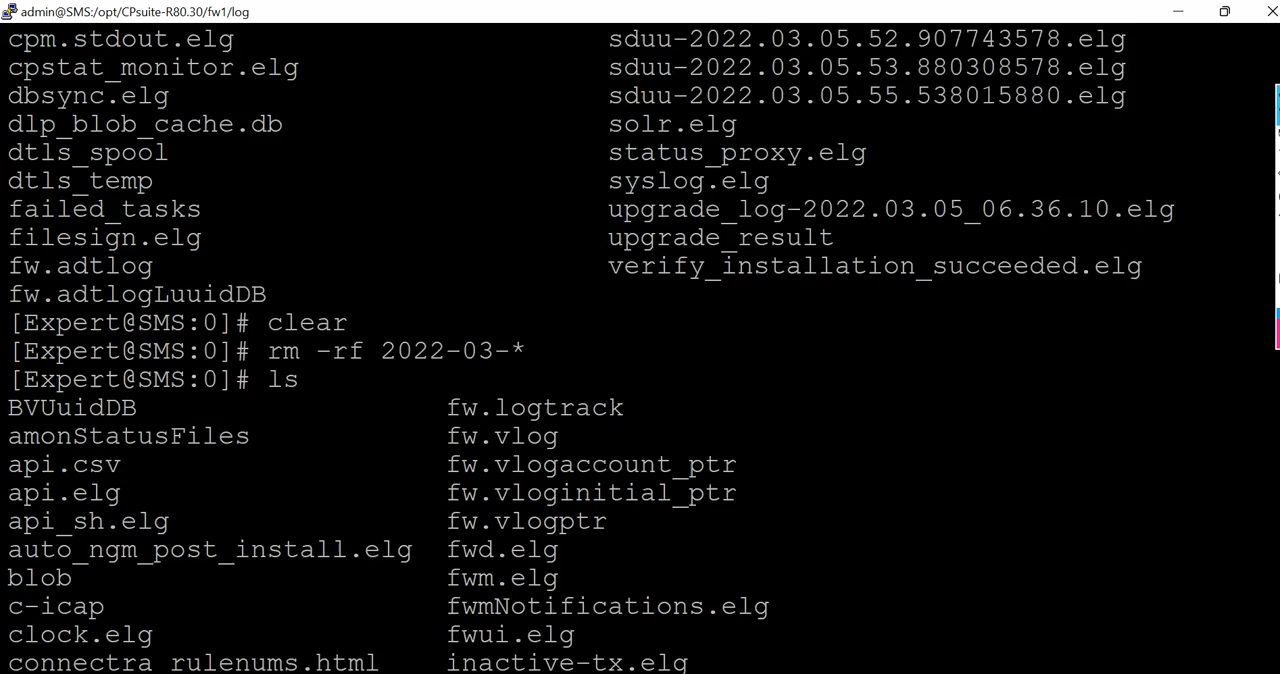 admin@SMS:/opt/CPsuite-R80.30/fw1/log
cpm.stdout.elg sduu-2022.03.05.52.907743578.elg
cpstat_monitor.elg sduu-2022.03.05.53.880308578.elg
dbsync.elg sduu-2022.03.05.55.538015880.elg
dlp_blob_cache.db solr.elg
dtls_spool status_proxy.elg
dtls_temp syslog.elg
failed_tasks upgrade_log-2022.03.05_06.36.10.elg
filesign.elg upgrade_result
fw.adtlog verify_installation_succeeded.elg
fw.adtlogLuuidDB
[Expert@SMS:0]# clear
[Expert@SMS:0]# rm -rf 2022-03-*
[Expert@SMS:0]# ls
BVUuidDB fw.logtrack
amonStatusFiles fw.vlog
api.csv fw.vlogaccount_ptr
api.elg fw.vloginitial_ptr
api_sh.elg fw.vlogptr
auto_ngm_post_install.elg fwd.elg
blob fwm.elg
c-icap fwmNotifications.elg
clock.elg fwui.elg
connectra_rulenums.html inactive-tx.elg